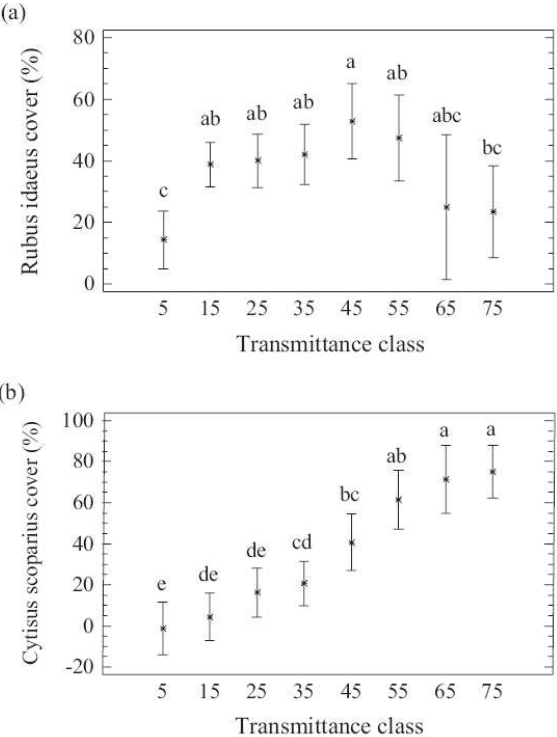 (a)
Rubus idaeus cover (%)
80
60
40
20
0
c
ab
ab
ab
a
ab
abc
bc
5 15 25 35 45 55 65 75
Transmittance class
(b)
Cytisus scoparius cover (%)
100
80
60
40
20
0
-20
e
de
de
cd
bc
ab
a
a
5 15 25 35 45 55 65 75
Transmittance class